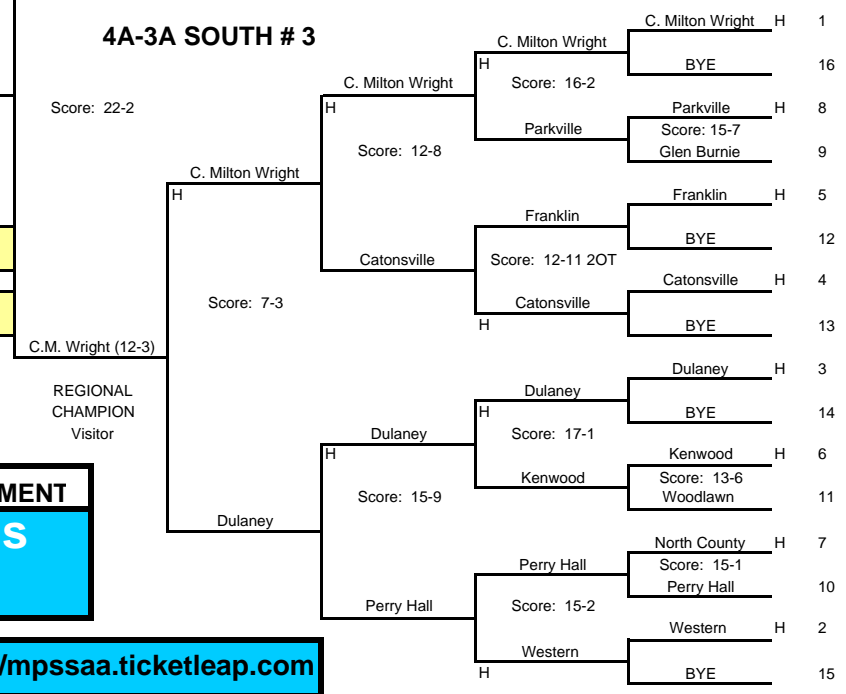 4A-3A SOUTH # 3
C. Milton Wright H 1
C. Milton Wright
H
BYE 16
Score: 16-2
C. Milton Wright
Score: 22-2
H
Parkville H 8
Parkville
Score: 15-7
Score: 12-8
Glen Burnie 9
C. Milton Wright
H
Franklin H 5
Franklin
BYE 12
Catonsville
Score: 12-11 2OT
Catonsville H 4
Score: 7-3
Catonsville
H
BYE 13
C.M. Wright (12-3)
Dulaney H 3
REGIONAL
CHAMPION
Visitor
Dulaney
H
BYE 14
Dulaney
Score: 17-1
H
Kenwood H 6
Kenwood
Score: 13-6
Score: 15-9
Woodlawn 11
MENT
S
Dulaney
North County H 7
Perry Hall
Score: 15-1
Perry Hall 10
Perry Hall
Score: 15-2
Western H 2
Western
H
BYE 15
/mpssaa.ticketleap.com